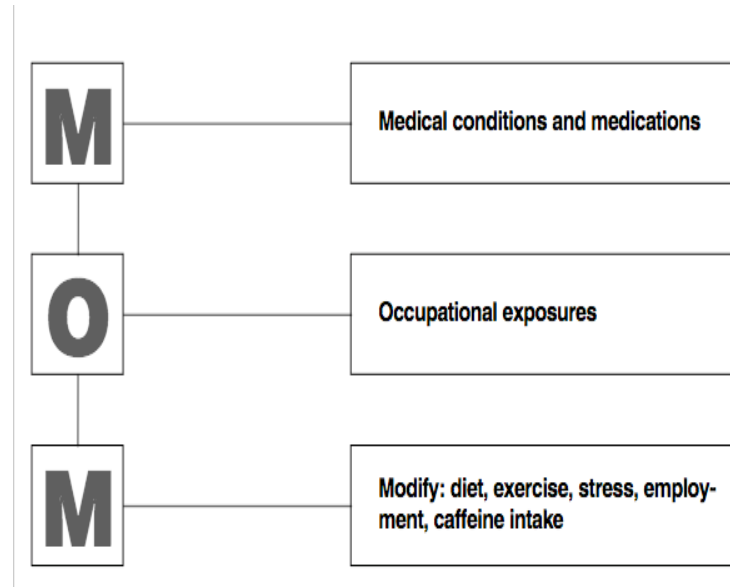 M
Medical conditions and medications
O
Occupational exposures
M
Modify: diet, exercise, stress, employ-
ment, caffeine intake